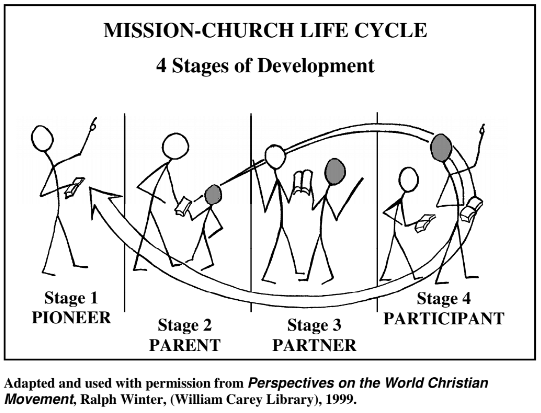 MISSION-CHURCH LIFE CYCLE
4 Stages of Development
Stage 1
PIONEER
Stage 2
PARENT
Stage 3
PARTNER
Stage 4
PARTICIPANT
Adapted and used with permission from Perspectives on the World Christian
Movement, Ralph Winter, (William Carey Library), 1999.